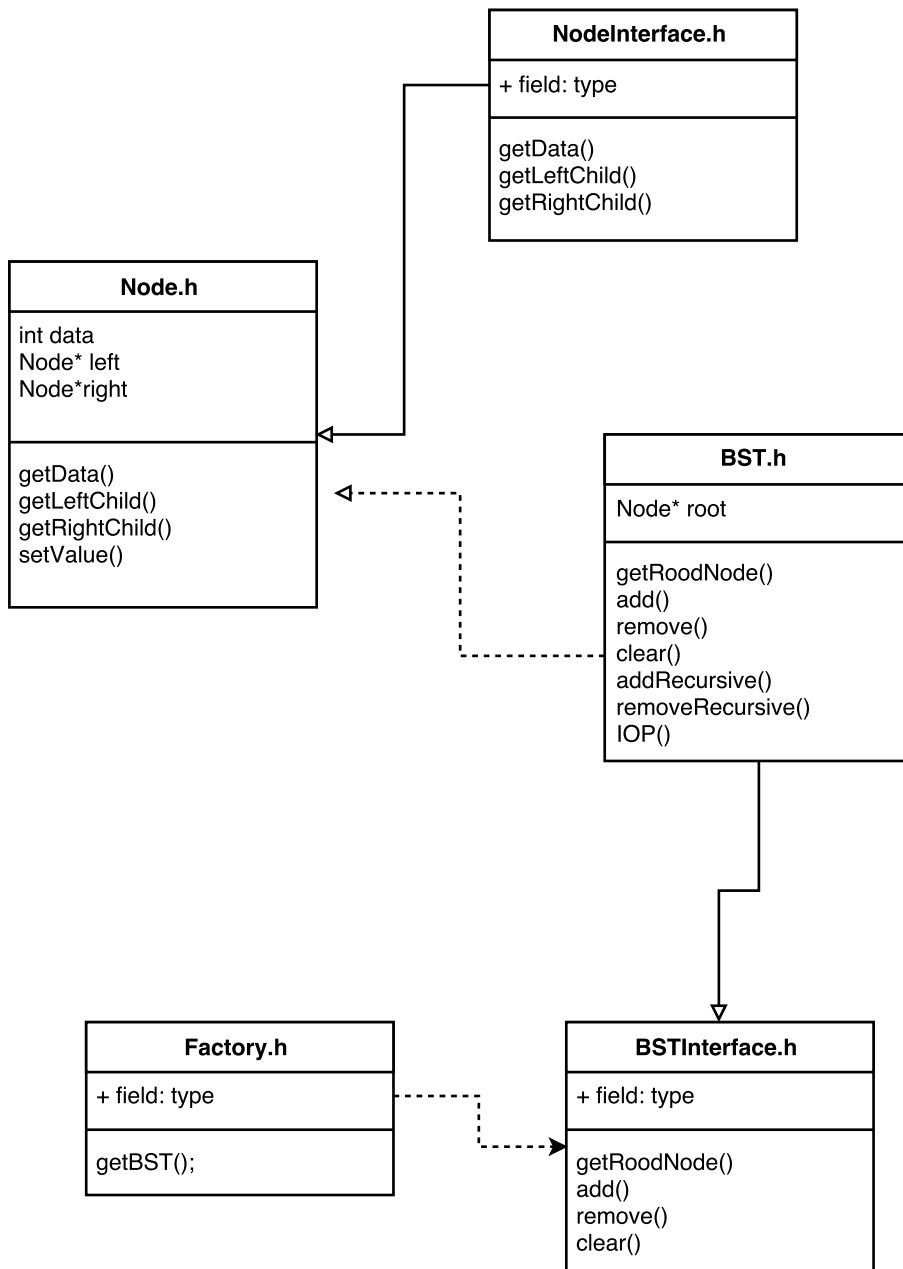 NodeInterface.h
+ field: type
getData()
getLeftChild()
getRightChild()
Node.h
int data
Node* left
Node*right
getData()
getLeftChild()
getRightChild()
setValue()
BST.h
Node* root
getRoodNode()
add()
remove()
clear()
addRecursive()
removeRecursive()
IOP()
Factory.h
+ field: type
getBST();
BSTInterface.h
+ field: type
getRoodNode()
add()
remove()
clear()